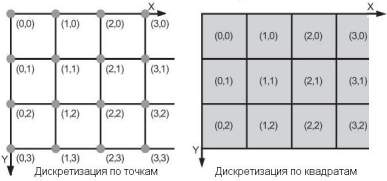 X X
(0,0) (1,0) (2,0) (3,0) (0,0) (1,0) (2,0) (3,0)
(0,1) (1,1) (2,1) (3,1) (0,1) (1,1) (2,1) (3,1)
(0,2) (1,2) (2,2) (3,2) (0,2) (1,2) (2,2) (3,2)
Y (0,3) (1,3) (2,3) (3,3) Y
Дискретизация по точкам Дискретизация по квадратам